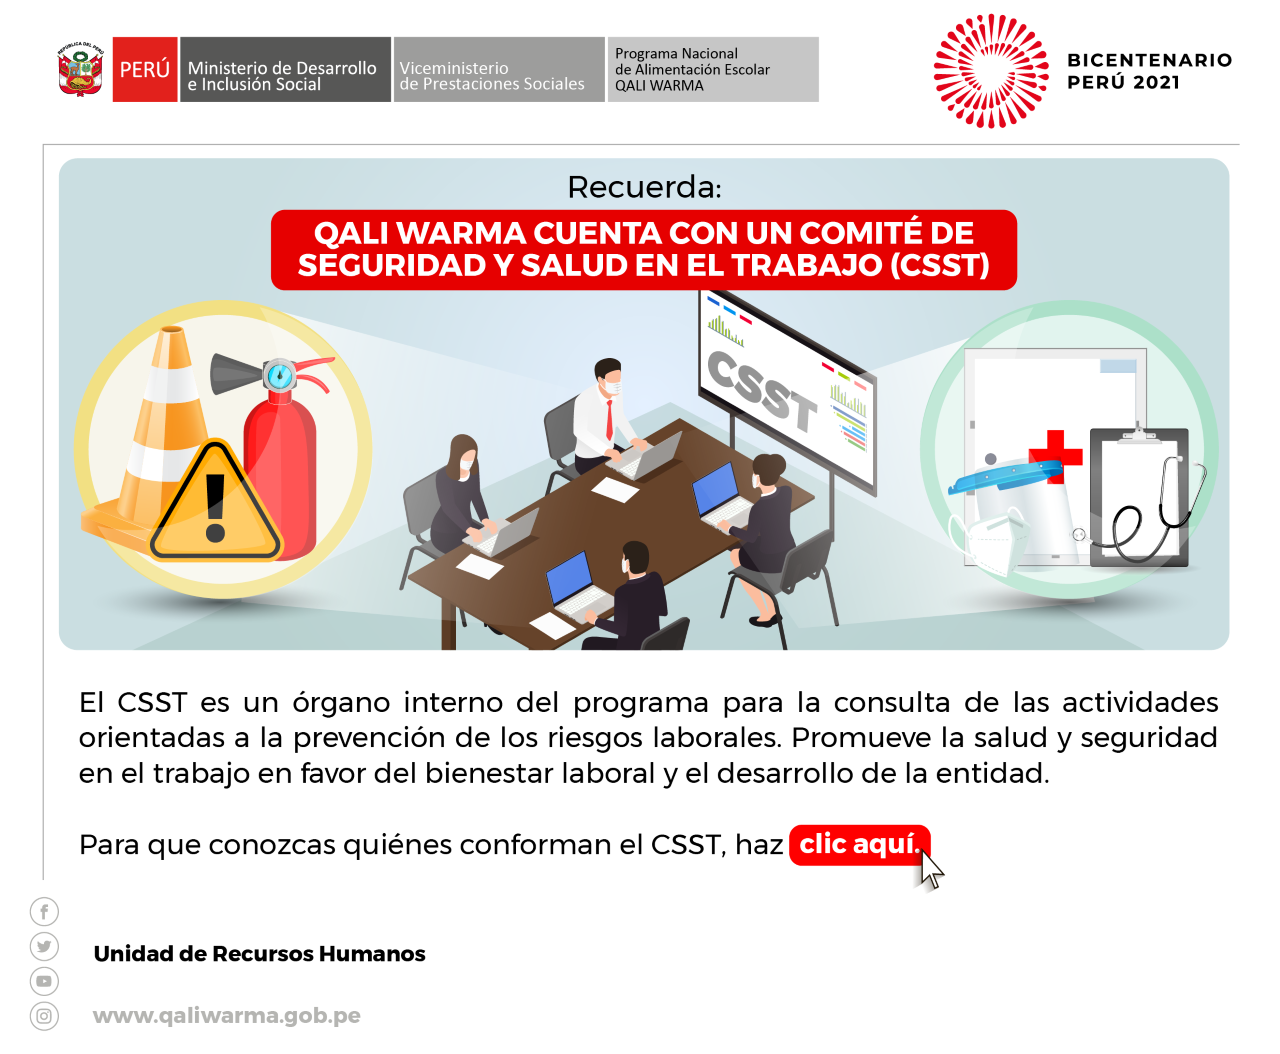 REPÚBLICA DEL PERÚ
PERÚ
Ministerio de Desarrollo
e Inclusión Social
Viceministerio
de Prestaciones Sociales
Programa Nacional
de Alimentación Escolar
QALI WARMA
BICENTENARIO
PERÚ 2021
Recuerda:
QALI WARMA CUENTA CON UN COMITÉ DE
SEGURIDAD Y SALUD EN EL TRABAJO (CSST)
CSST
El CSST es un órgano interno del programa para la consulta de las actividades
orientadas a la prevención de los riesgos laborales. Promueve la salud y seguridad
en el trabajo en favor del bienestar laboral y el desarrollo de la entidad.
Para que conozcas quiénes conforman el CSST, haz clic aquí.
Unidad de Recursos Humanos
www.qaliwarma.gob.pe